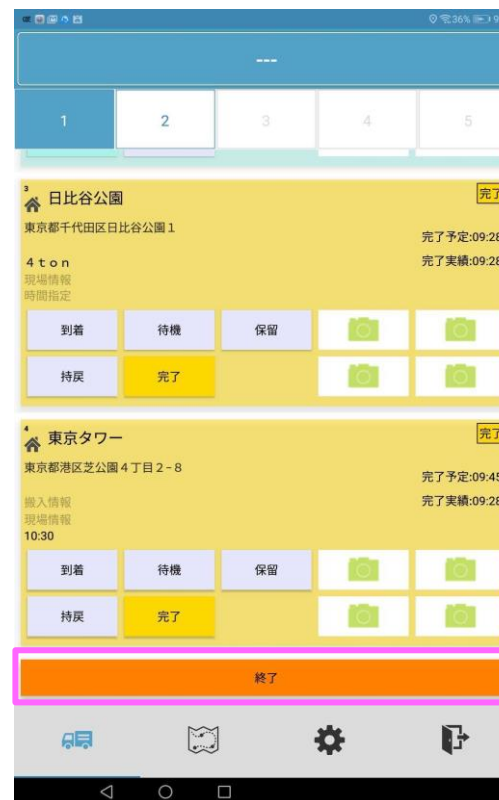 36% 9
---
1 2 3 4 5
3
日比谷公園 完了
東京都千代田区日比谷公園1
完了予定:09:28
4ton 完了実績:09:28
現場情報
時間指定
到着 待機 保留
持戻 完了
4
東京タワー 完了
東京都港区芝公園4丁目2-8
完了予定:09:45
搬入情報 完了実績:09:28
現場情報
10:30
到着 待機 保留
持戻 完了
終了